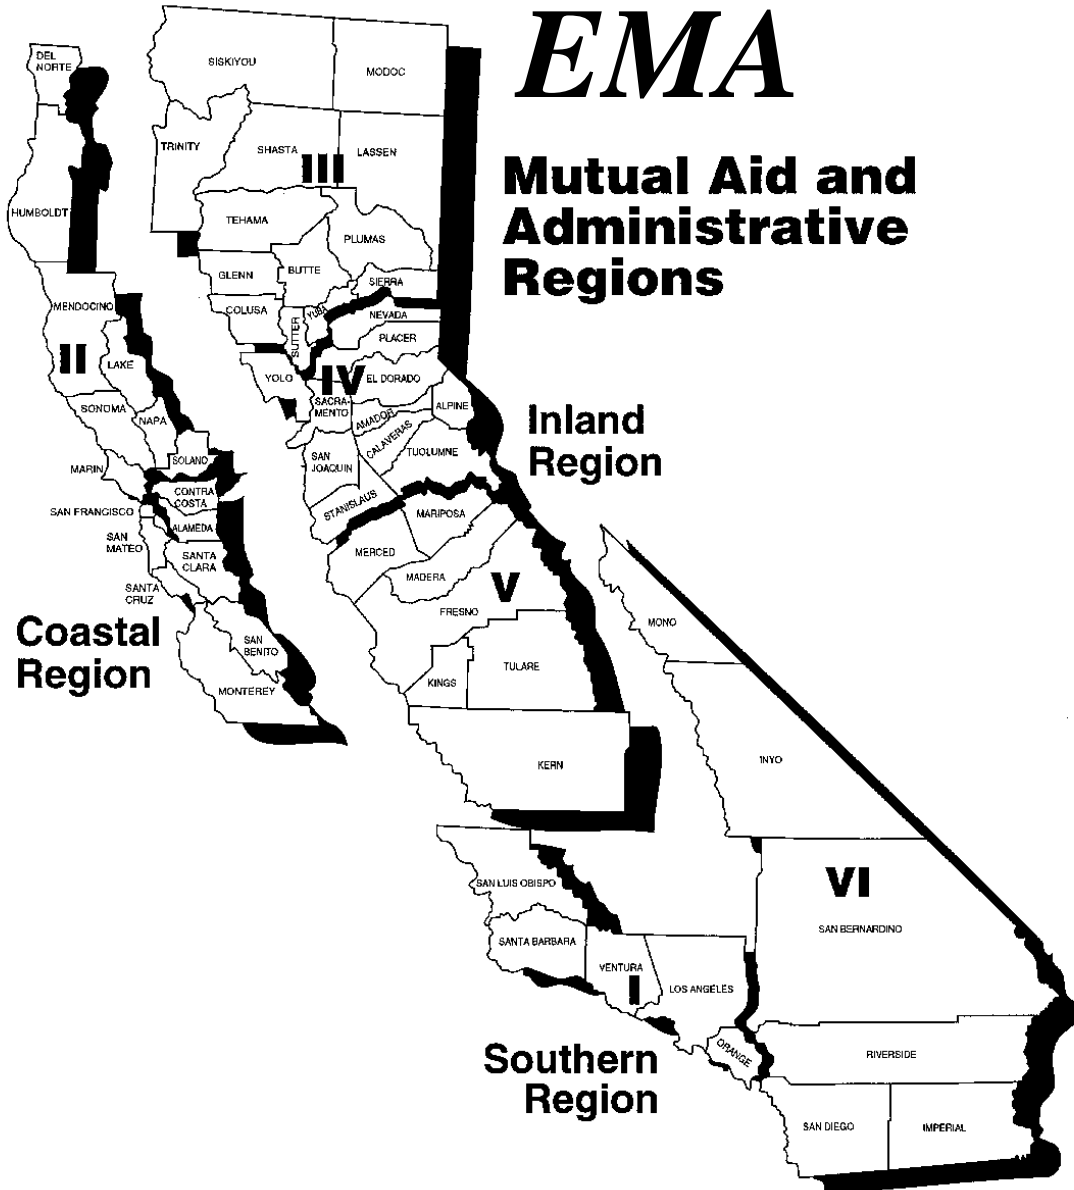 EMA
Mutual Aid and
Administrative
Regions
DEL
NORTE
HUMBOLDT
MENDOCINO
II
LAKE
SONOMA
NAPA
MARIN
SOLANO
CONTRA
COSTA
SAN FRANCISCO
ALAMEDA
SAN
MATEO
SANTA
CLARA
SANTA
CRUZ
SAN
BENITO
MONTEREY
Coastal
Region
SISKIYOU
MODOC
TRINITY
SHASTA
III
LASSEN
TEHAMA
PLUMAS
GLENN
BUTTE
SIERRA
COLUSA
SUTTER
YUBA
NEVADA
PLACER
YOLO
IV
EL DORADO
SACRA-
MENTO
AMADOR
ALPINE
CALAVERAS
SAN
JOAQUIN
TUOLUMNE
STANISLAUS
Inland
Region
MARIPOSA
MERCED
MADERA
V
FRESNO
KINGS
TULARE
KERN
MONO
INYO
VI
SAN BERNARDINO
SAN LUIS OBISPO
SANTA BARBARA
VENTURA
I
LOS ANGELES
ORANGE
RIVERSIDE
SAN DIEGO
IMPERIAL
Southern
Region